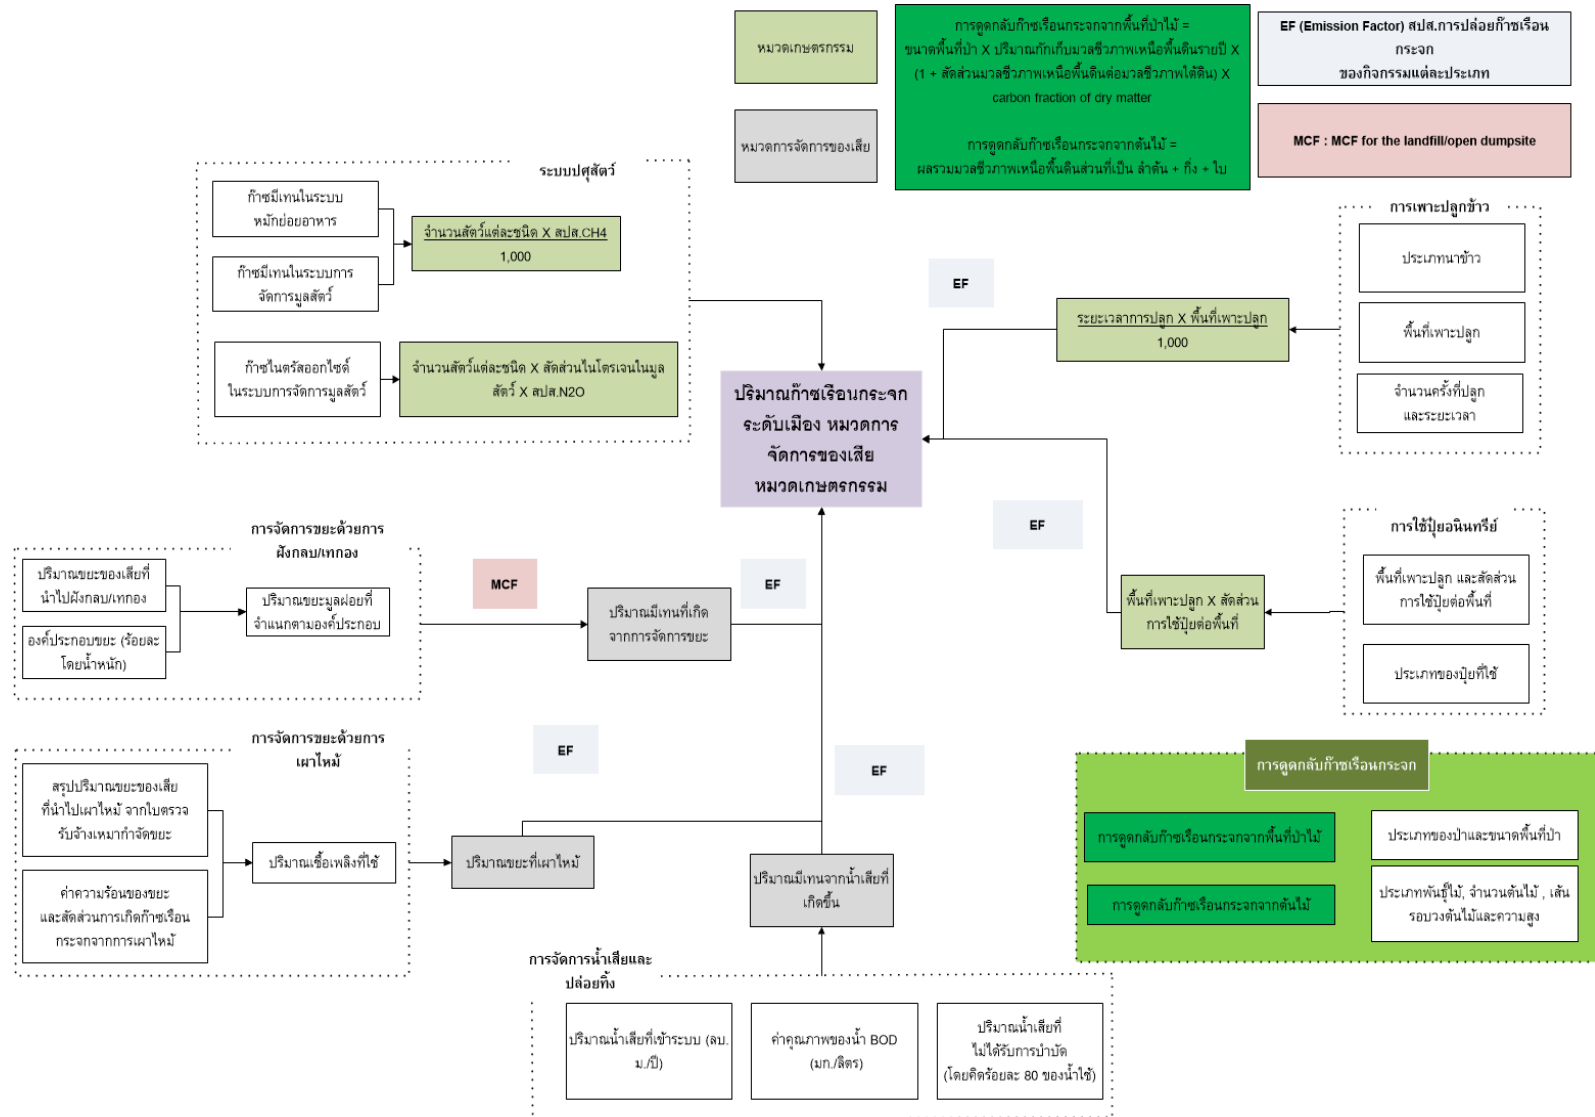 หมวดเกษตรกรรม
หมวดการจัดการของเสีย
การดูดกลับก๊าซเรือนกระจกจากพื้นที่ป่าไม้ =
ขนาดพื้นที่ป่า X ปริมาณกักเก็บมวลชีวภาพเหนือพื้นดินรายปี X
(1 + สัดส่วนมวลชีวภาพเหนือพื้นดินต่อมวลชีวภาพใต้ดิน) X
carbon fraction of dry matter
การดูดกลับก๊าซเรือนกระจกจากต้นไม้ =
ผลรวมมวลชีวภาพเหนือพื้นดินส่วนที่เป็น ลำต้น + กิ่ง + ใบ
EF (Emission Factor) สปส.การปล่อยก๊าซเรือน
กระจก
ของกิจกรรมแต่ละประเภท
MCF : MCF for the landfill/open dumpsite
ระบบปศุสัตว์
ก๊าซมีเทนในระบบ
หมักย่อยอาหาร
ก๊าซมีเทนในระบบการ
จัดการมูลสัตว์
จำนวนสัตว์แต่ละชนิด X สปส.CH4
1,000
ก๊าซไนตรัสออกไซด์
ในระบบการจัดการมูลสัตว์
จำนวนสัตว์แต่ละชนิด X สัดส่วนไนโตรเจนในมูล
สัตว์ X สปส.N2O
การเพาะปลูกข้าว
ประเภทนาข้าว
พื้นที่เพาะปลูก
จำนวนครั้งที่ปลูก
และระยะเวลา
EF
ระยะเวลาการปลูก X พื้นที่เพาะปลูก
1,000
ปริมาณก๊าซเรือนกระจก
ระดับเมือง หมวดการ
จัดการของเสีย
หมวดเกษตรกรรม
EF
การใช้ปุ๋ยอนินทรีย์
พื้นที่เพาะปลูก และสัดส่วน
การใช้ปุ๋ยต่อพื้นที่
ประเภทของปุ๋ยที่ใช้
พื้นที่เพาะปลูก X สัดส่วน
การใช้ปุ๋ยต่อพื้นที่
การจัดการขยะด้วยการ
ฝังกลบ/เทกอง
ปริมาณขยะของเสียที่
นำไปฝังกลบ/เทกอง
องค์ประกอบขยะ (ร้อยละ
โดยน้ำหนัก)
ปริมาณขยะมูลฝอยที่
จำแนกตามองค์ประกอบ
MCF
ปริมาณมีเทนที่เกิด
จากการจัดการขยะ
EF
การจัดการขยะด้วยการ
เผาไหม้
สรุปปริมาณขยะของเสีย
ที่นำไปเผาไหม้ จากใบตรวจ
รับจ้างเหมากำจัดขยะ
ค่าความร้อนของขยะ
และสัดส่วนการเกิดก๊าซเรือน
กระจกจากการเผาไหม้
ปริมาณเชื้อเพลิงที่ใช้
EF
ปริมาณขยะที่เผาไหม้
EF
ปริมาณมีเทนจากน้ำเสียที่
เกิดขึ้น
การจัดการน้ำเสียและ
ปล่อยทิ้ง
ปริมาณน้ำเสียที่เข้าระบบ (ลบ.
ม./ปี)
ค่าคุณภาพของน้ำ BOD
(มก./ลิตร)
ปริมาณน้ำเสียที่
ไม่ได้รับการบำบัด
(โดยคิดร้อยละ 80 ของน้ำใช้)
การดูดกลับก๊าซเรือนกระจก
การดูดกลับก๊าซเรือนกระจกจากพื้นที่ป่าไม้
ประเภทของป่าและขนาดพื้นที่ป่า
การดูดกลับก๊าซเรือนกระจกจากต้นไม้
ประเภทพันธุ์ไม้, จำนวนต้นไม้ , เส้น
รอบวงต้นไม้และความสูง